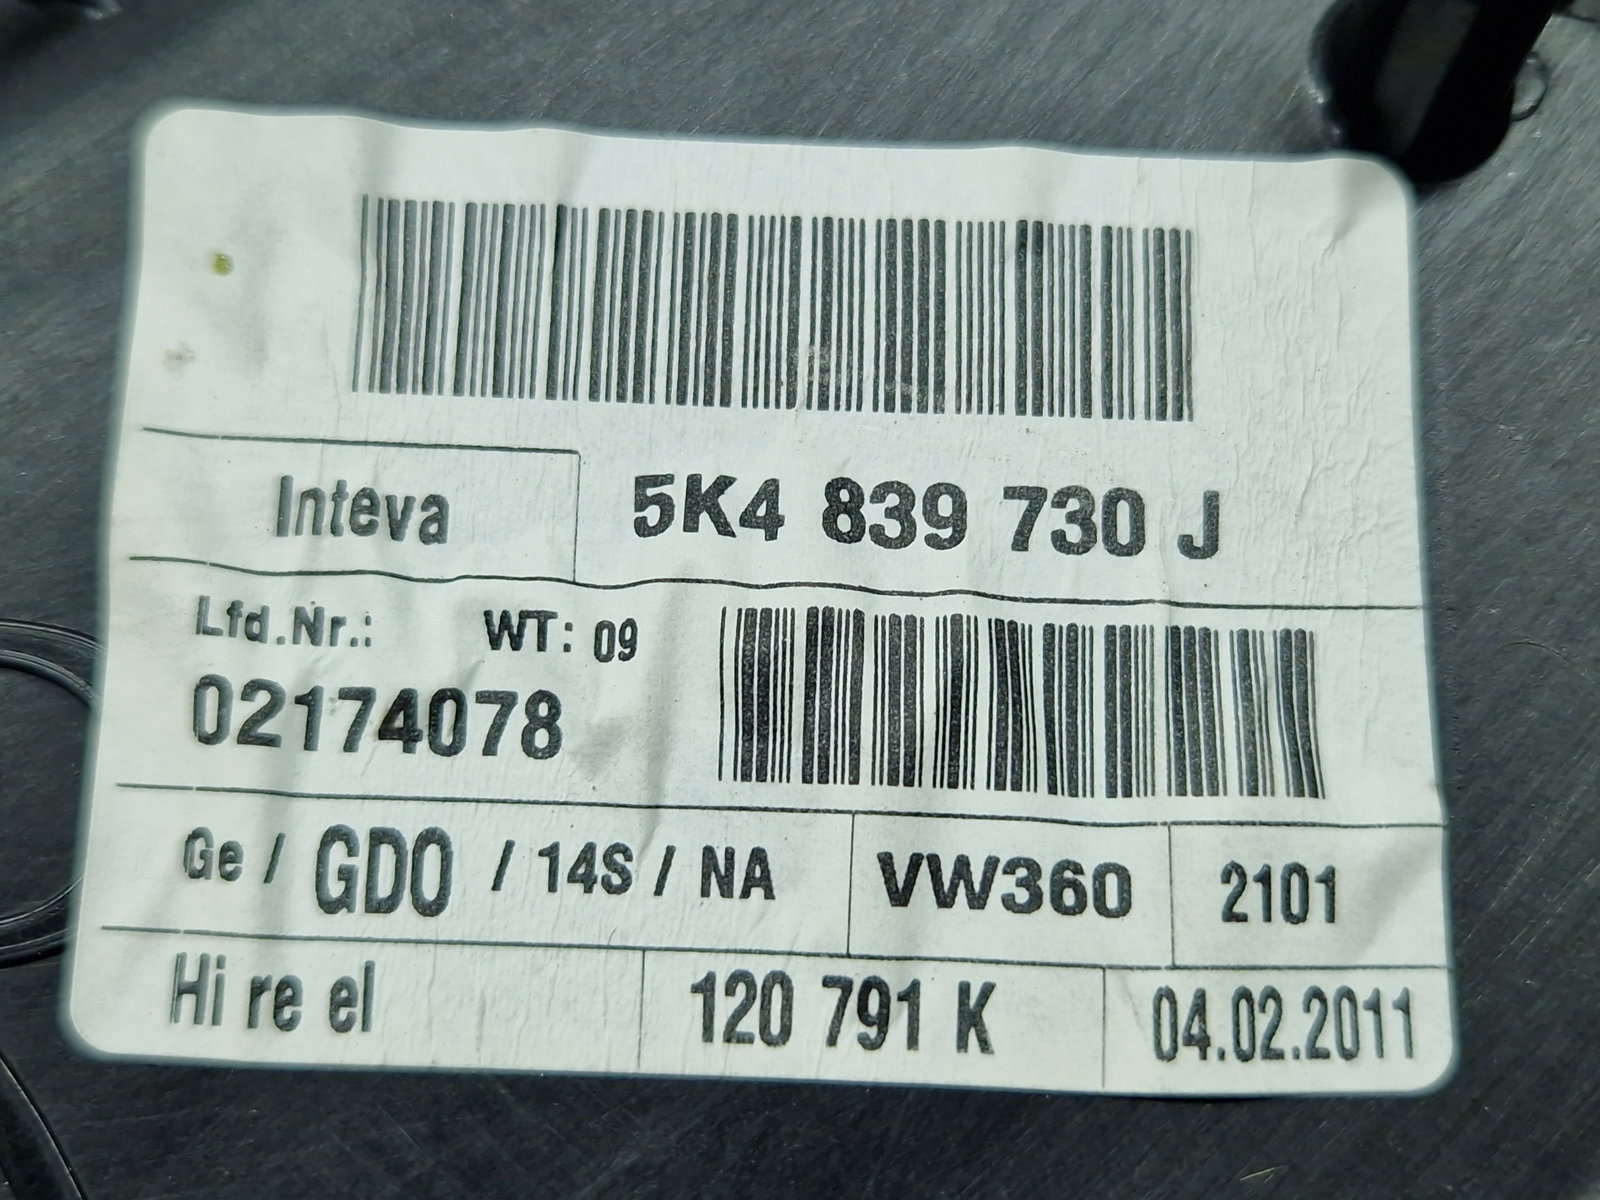 Inteva 5K4 839 730 J
Lfd.Nr.: WT: 09
02174078
Ge / GDO / 14S / NA VW360 2101
Hi re el 120 791 K 04.02.2011